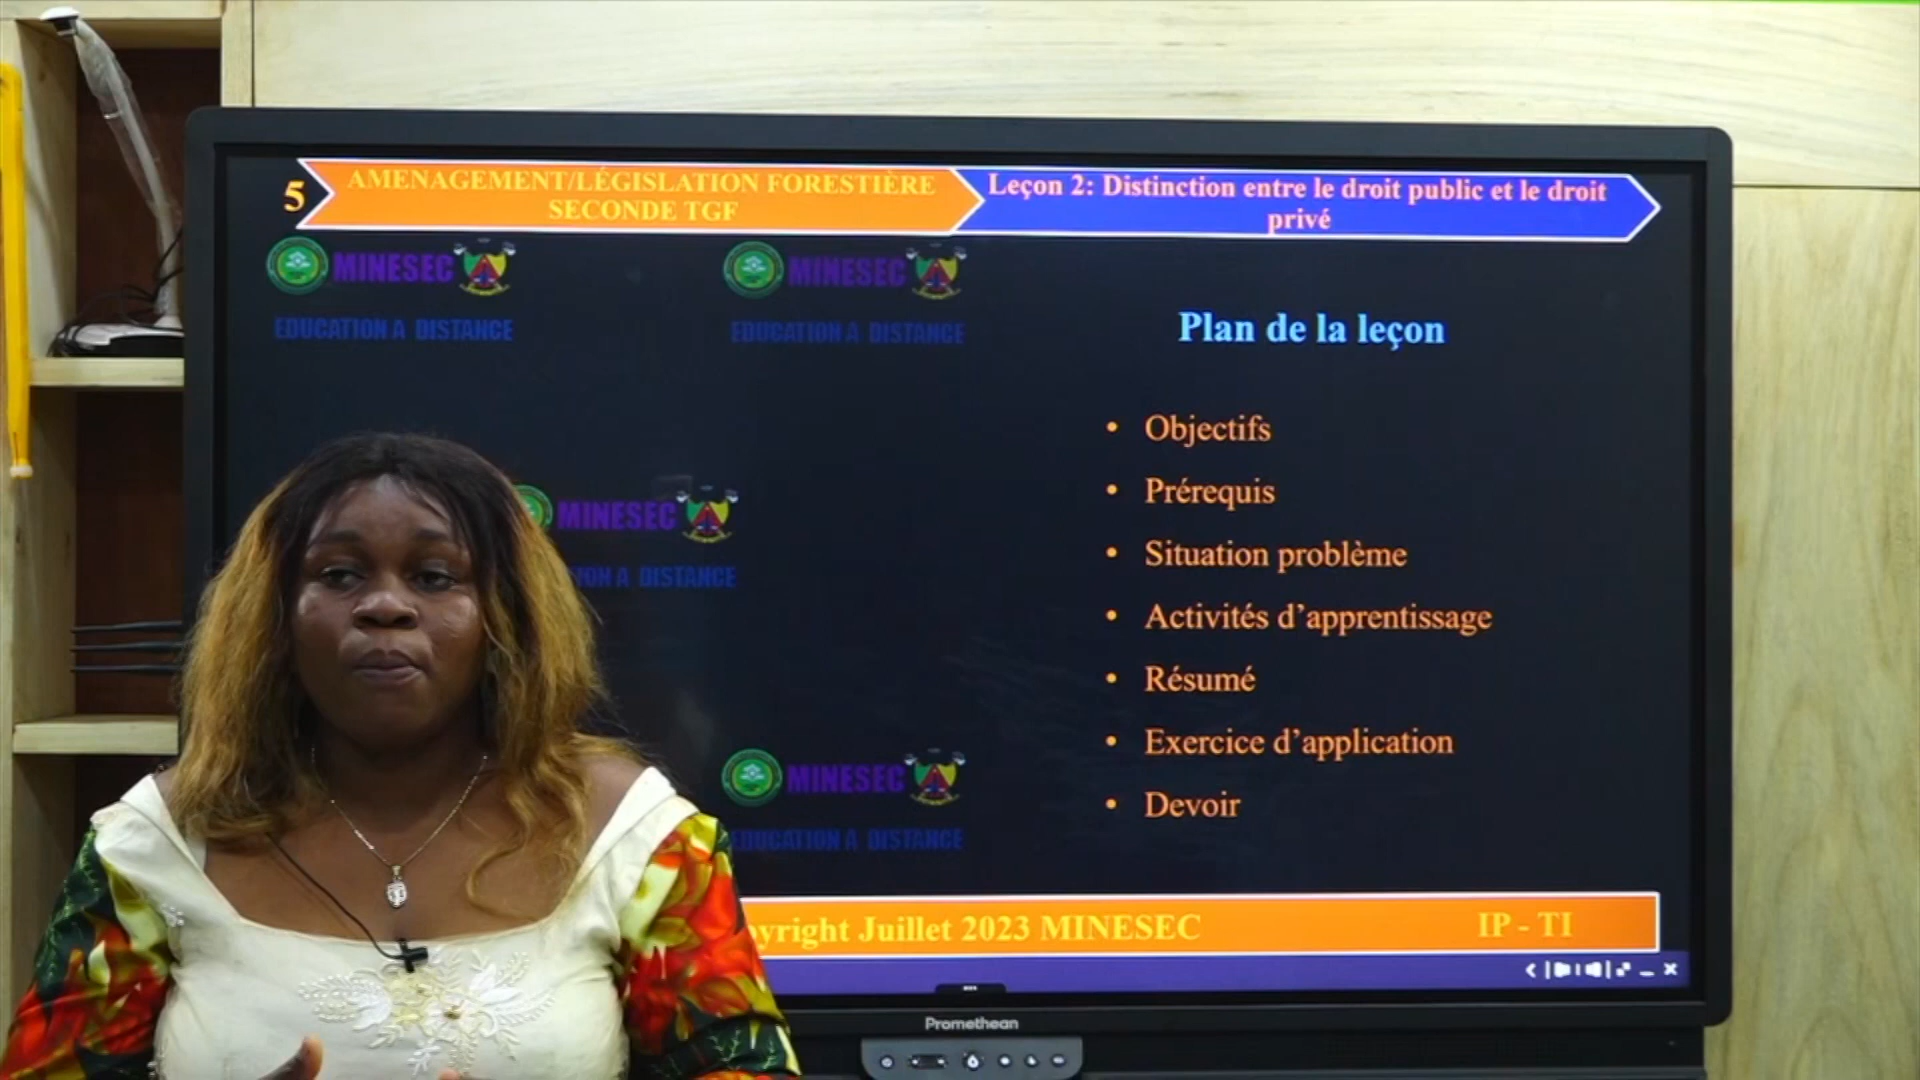 5
AMENAGEMENT/LÉGISLATION FORESTIÈRE
SECONDE TGF
Leçon 2: Distinction entre le droit public et le droit
privé
MINESEC
EDUCATION A DISTANCE
MINESEC
EDUCATION A DISTANCE
Plan de la leçon
• Objectifs
• Prérequis
• Situation problème
• Activités d’apprentissage
• Résumé
• Exercice d’application
• Devoir
MINESEC
A DISTANCE
MINESEC
EDUCATION A DISTANCE
Juillet 2023 MINESEC
IP - TI
Promethean